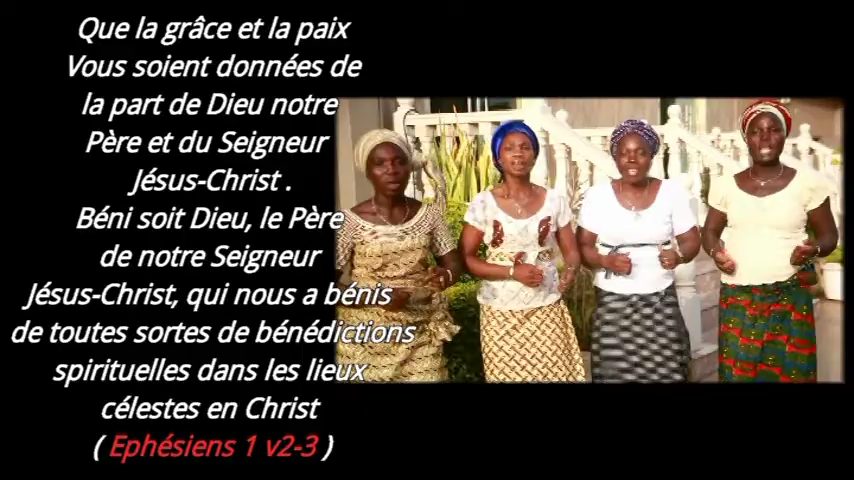 Que la grâce et la paix
Vous soient données de
la part de Dieu notre
Père et du Seigneur
Jésus-Christ .
Béni soit Dieu, le Père
de notre Seigneur
Jésus-Christ, qui nous a bénis
de toutes sortes de bénédictions
spirituelles dans les lieux
célestes en Christ
( Ephésiens 1 v2-3 )